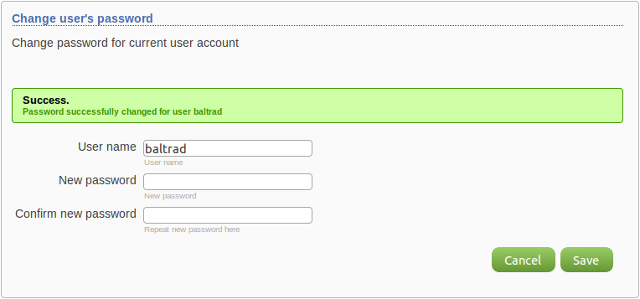 Change user's password
Change password for current user account
Success.
Password successfully changed for user baltrad
User name baltrad
User name
New password
New password
Confirm new password
Repeat new password here
Cancel Save